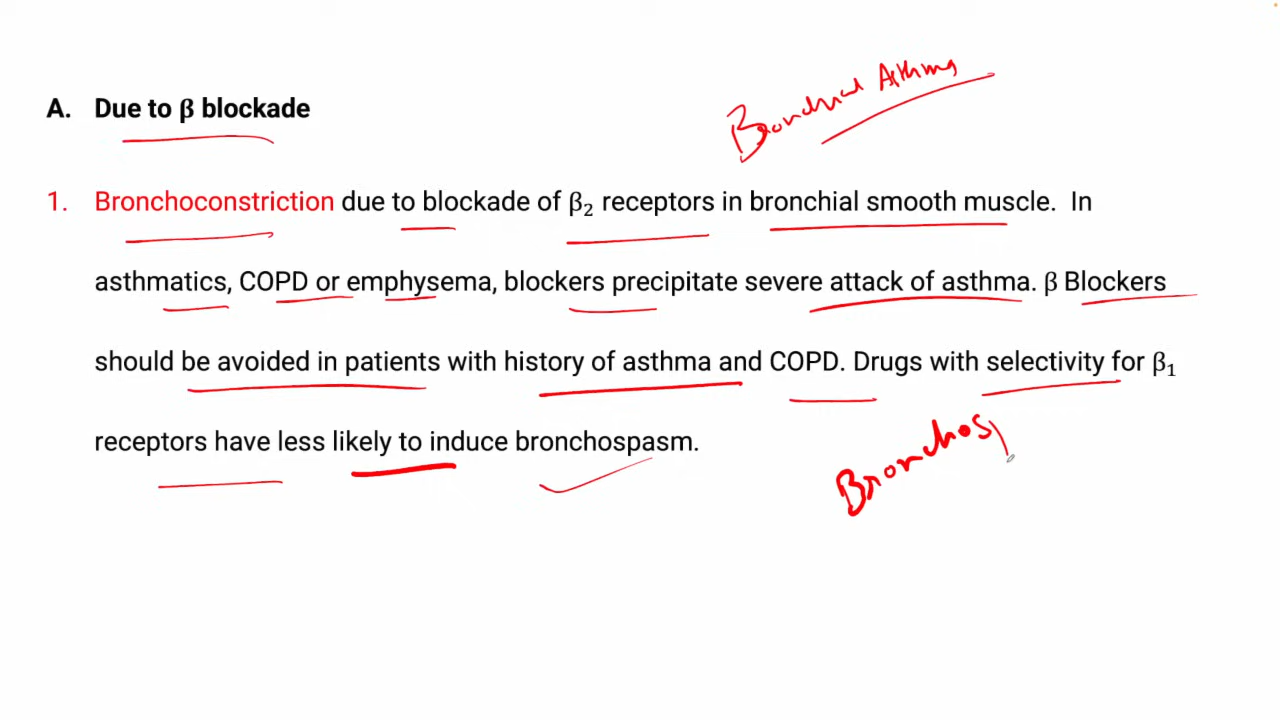 Bronchial Asthma
A. Due to β blockade
1. Bronchoconstriction due to blockade of β₂ receptors in bronchial smooth muscle. In
asthmatics, COPD or emphysema, blockers precipitate severe attack of asthma. β Blockers
should be avoided in patients with history of asthma and COPD. Drugs with selectivity for β₁
receptors have less likely to induce bronchospasm.
Bronchos